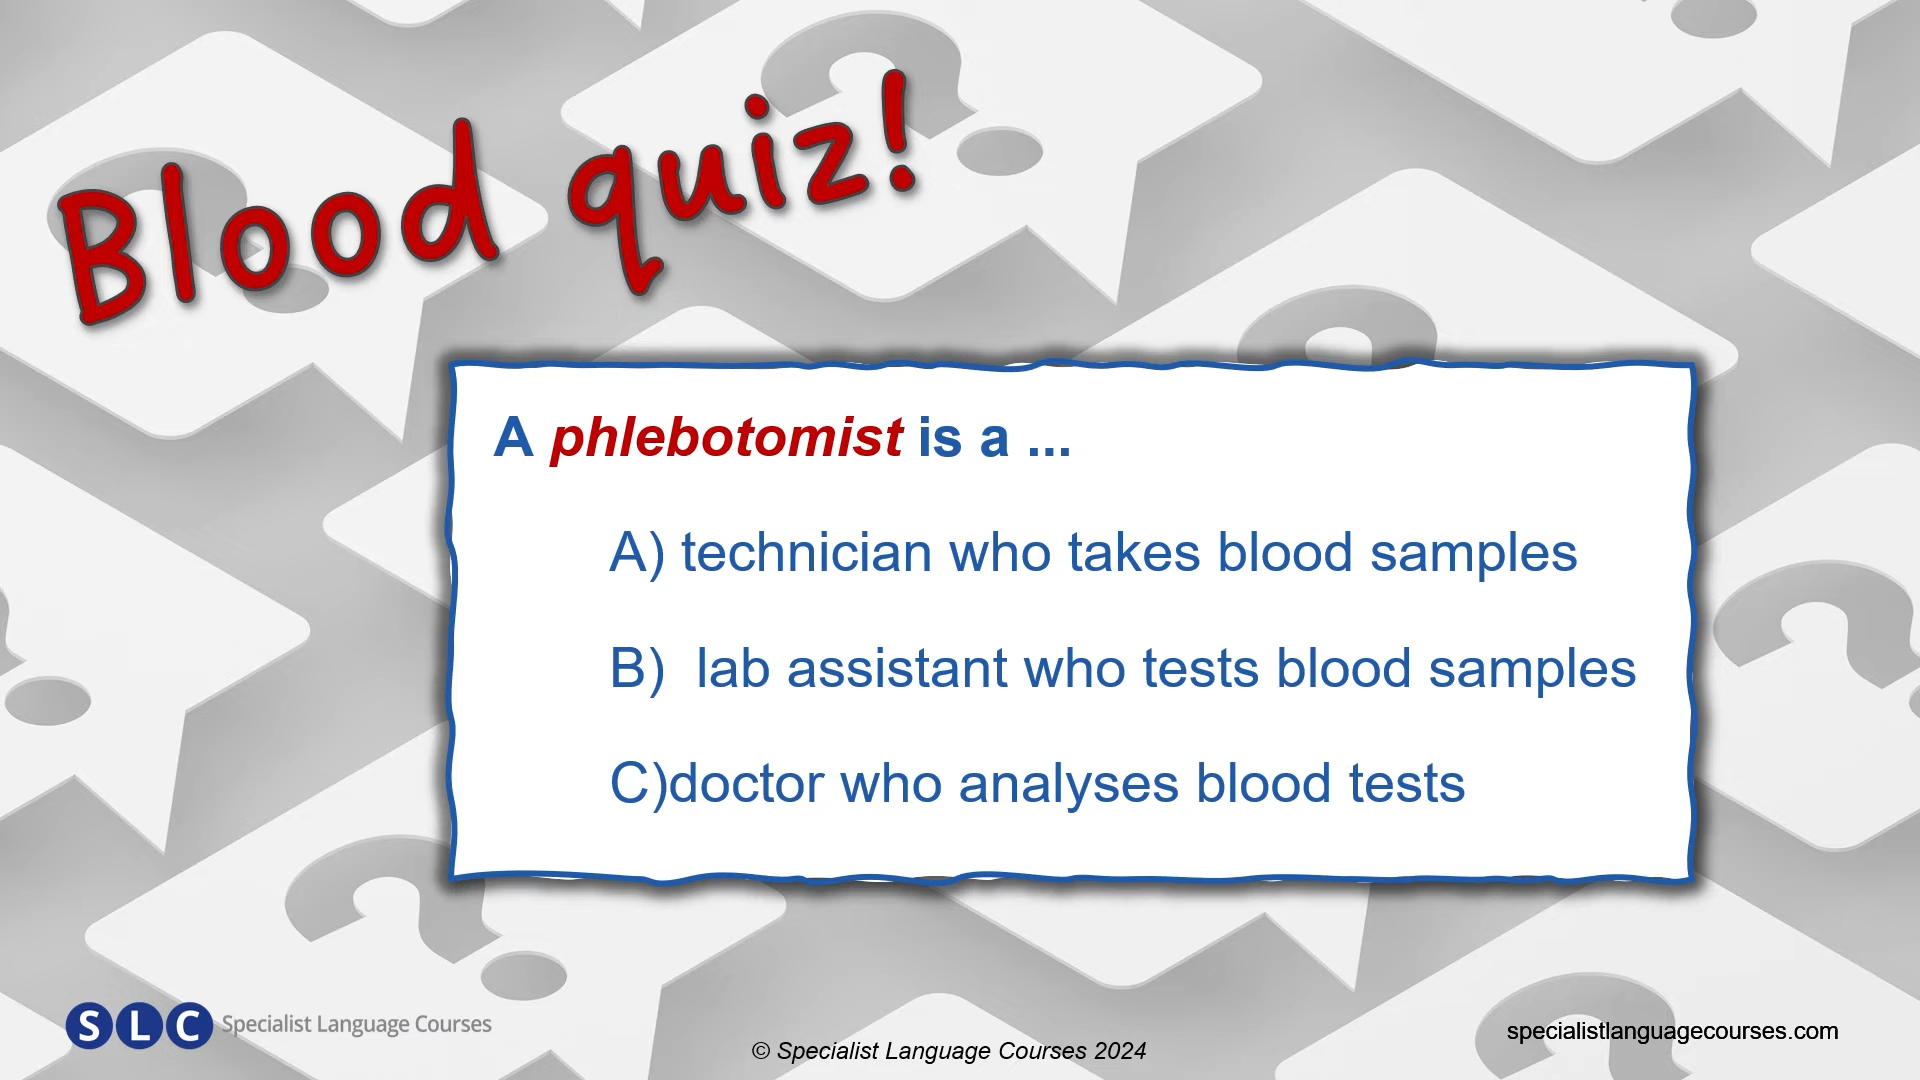 Blood quiz!
A phlebotomist is a ...
A) technician who takes blood samples
B) lab assistant who tests blood samples
C)doctor who analyses blood tests
SLC Specialist Language Courses
© Specialist Language Courses 2024
specialistlanguagecourses.com